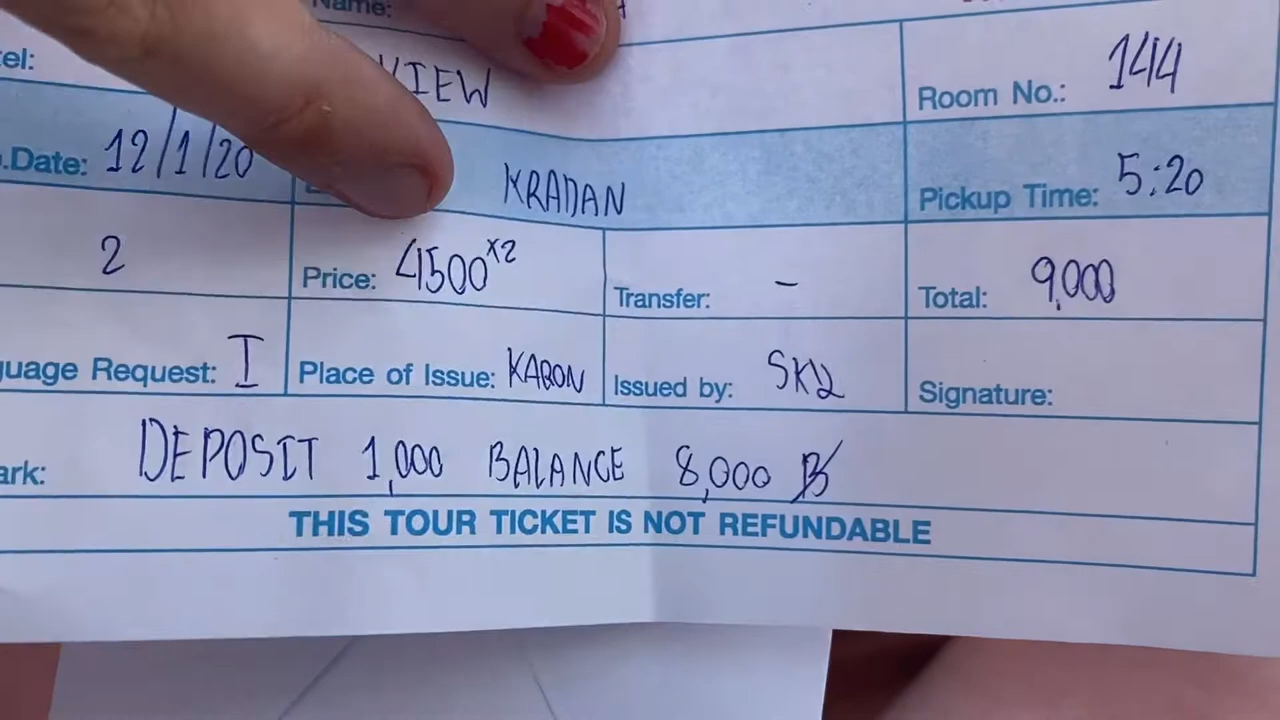 Name:
tel: VIEW Room No.: 144
.Date: 12/1/20 KRADAN Pickup Time: 5:20
2 Price: 4500 x2 Transfer: - Total: 9,000
guage Request: I Place of Issue: KARON Issued by: Signature:
ark: DEPOSIT 1,000 BALANCE 8,000 ฿
THIS TOUR TICKET IS NOT REFUNDABLE